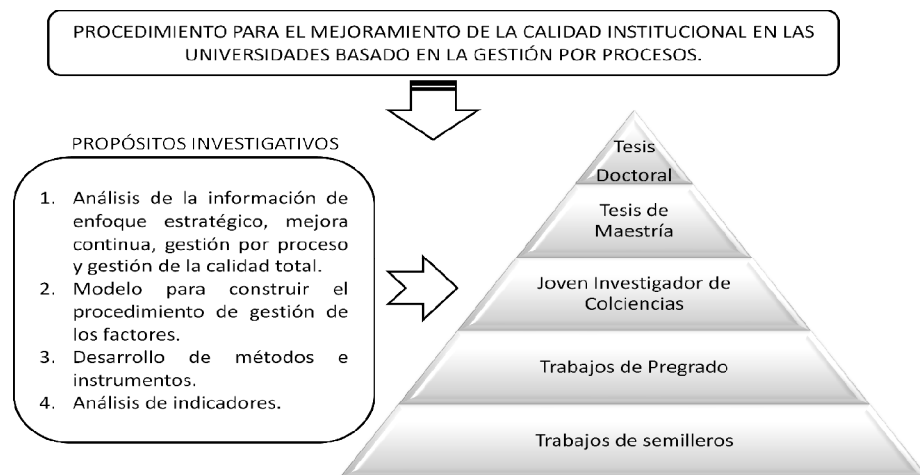 PROCEDIMIENTO PARA EL MEJORAMIENTO DE LA CALIDAD INSTITUCIONAL EN LAS
UNIVERSIDADES BASADO EN LA GESTIÓN POR PROCESOS.
PROPÓSITOS INVESTIGATIVOS
1. Análisis de la información de
enfoque estratégico, mejora
continua, gestión por proceso
y gestión de la calidad total.
2. Modelo para construir el
procedimiento de gestión de
los factores.
3. Desarrollo de métodos e
instrumentos.
4. Análisis de indicadores.
Tesis
Doctoral
Tesis de
Maestría
Joven Investigador de
Colciencias
Trabajos de Pregrado
Trabajos de semilleros